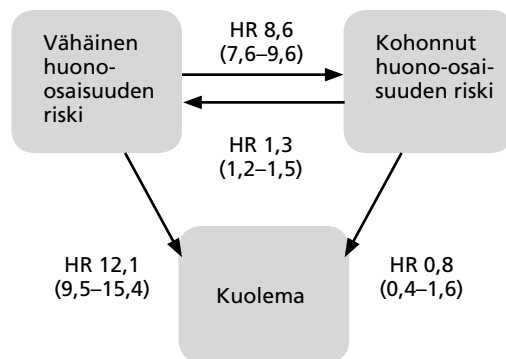 Vähäinen
huono-
osaisuuden
riski
HR 8,6
(7,6–9,6)
Kohonnut
huono-osai-
suuden riski
HR 1,3
(1,2–1,5)
HR 12,1
(9,5–15,4)
Kuolema
HR 0,8
(0,4–1,6)